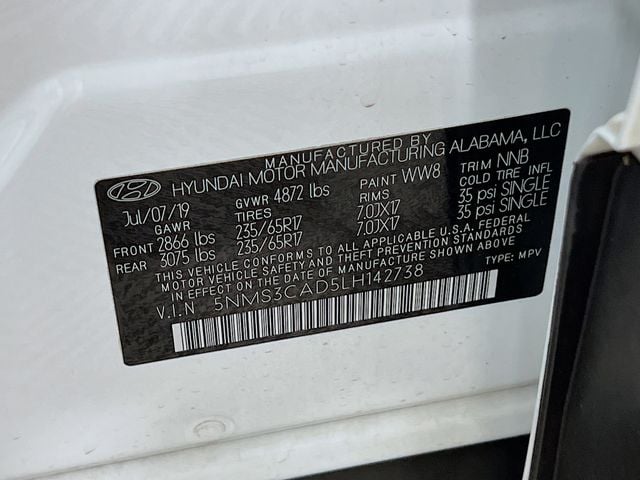 MANUFACTURED BY
HYUNDAI MOTOR MANUFACTURING ALABAMA, LLC
Jul/07/19 GVWR 4872 lbs PAINT WW8 TRIM NNB
GAWR TIRES RIMS COLD TIRE INFL
FRONT 2866 lbs 235/65R17 7.0JX17 35 psi SINGLE
REAR 3075 lbs 235/65R17 7.0JX17 35 psi SINGLE
THIS VEHICLE CONFORMS TO ALL APPLICABLE U.S.A. FEDERAL
MOTOR VEHICLE SAFETY AND THEFT PREVENTION STANDARDS
IN EFFECT ON THE DATE OF MANUFACTURE SHOWN ABOVE.
V.I.N 5NMS3CAD5LH142738 TYPE: MPV